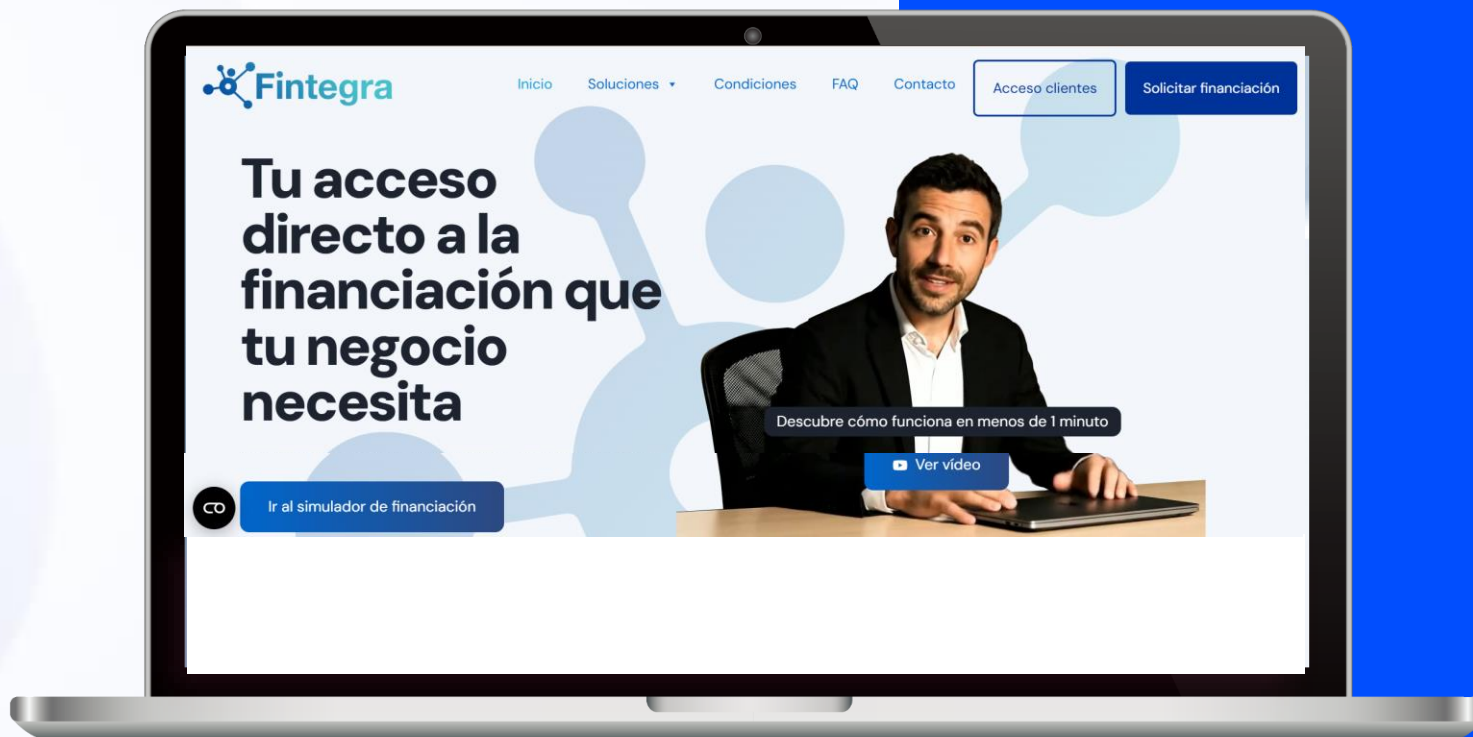 Fintegra
Inicio
Soluciones
Condiciones
FAQ
Contacto
Acceso clientes
Solicitar financiación
Tu acceso
directo a la
financiación que
tu negocio
necesita
Descubre cómo funciona en menos de 1 minuto
Ver vídeo
Ir al simulador de financiación